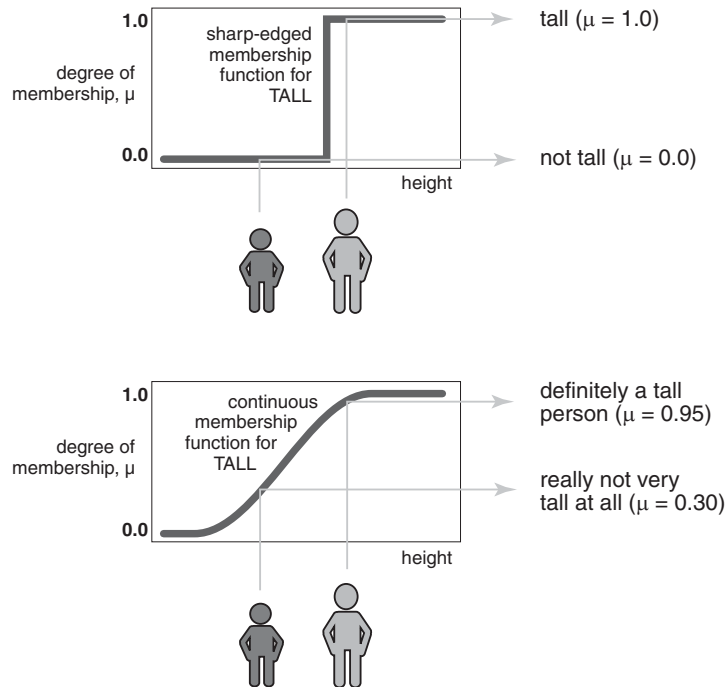 1.0
sharp-edged
membership
function for
TALL
degree of
membership, μ
0.0
height
tall (μ = 1.0)
not tall (μ = 0.0)
1.0
continuous
membership
function for
TALL
degree of
membership, μ
0.0
height
definitely a tall
person (μ = 0.95)
really not very
tall at all (μ = 0.30)